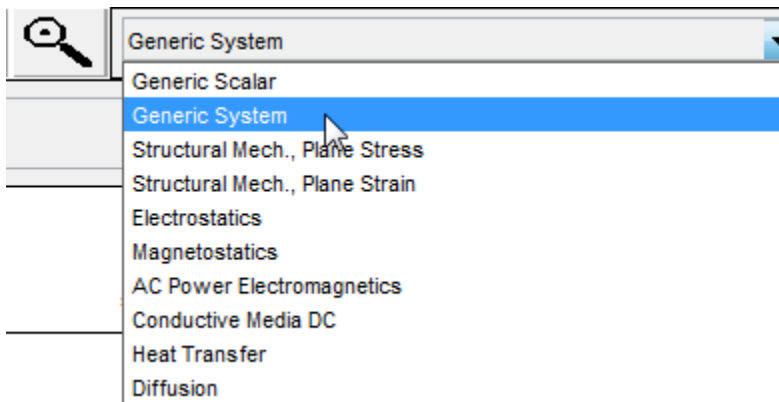 Generic System
Generic Scalar
Generic System
Structural Mech., Plane Stress
Structural Mech., Plane Strain
Electrostatics
Magnetostatics
AC Power Electromagnetics
Conductive Media DC
Heat Transfer
Diffusion